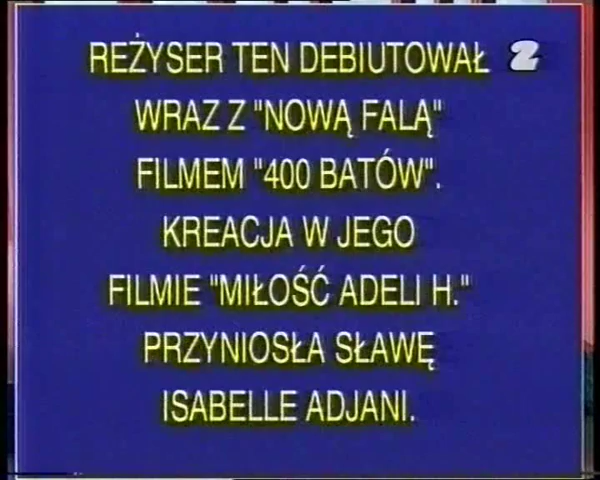 REŻYSER TEN DEBIUTOWAŁ 2
WRAZ Z "NOWĄ FALĄ"
FILMEM "400 BATÓW".
KREACJA W JEGO
FILMIE "MIŁOŚĆ ADELI H."
PRZYNIOSŁA SŁAWĘ
ISABELLE ADJANI.